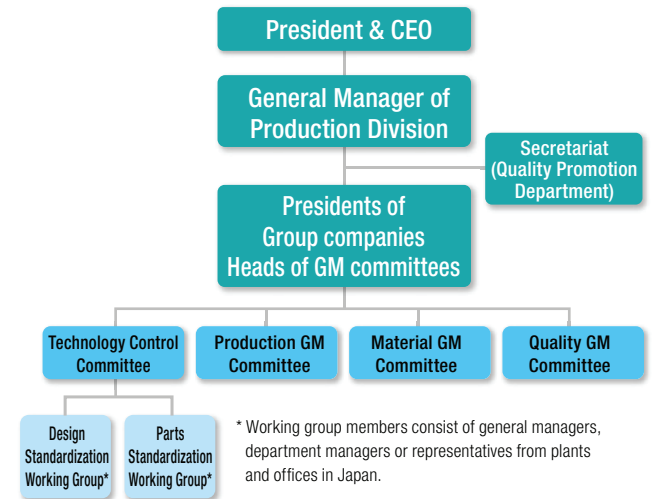 President & CEO
General Manager of
Production Division
Secretariat
(Quality Promotion
Department)
Presidents of
Group companies
Heads of GM committees
Technology Control
Committee
Production GM
Committee
Material GM
Committee
Quality GM
Committee
Design
Standardization
Working Group*
Parts
Standardization
Working Group*
* Working group members consist of general managers,
department managers or representatives from plants
and offices in Japan.